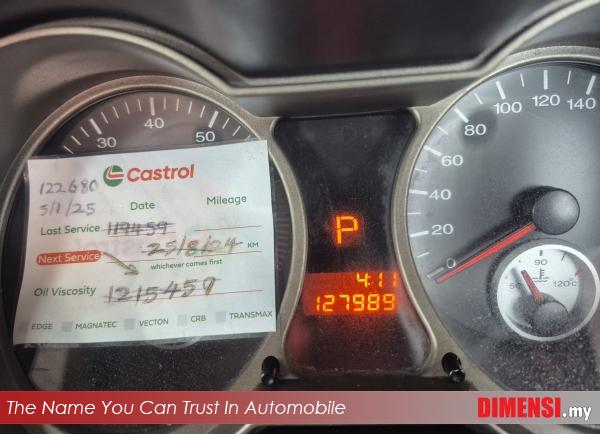 30 40 50
Castrol
122680
5/1/25
Date Mileage
Last Service 119459
Next Service 25/8/24 KM
whichever comes first
Oil Viscosity 1215459
EDGE MAGNATEC VECTON CRB TRANSMAX
P
4:11
127989
0 20 40 60 80 100 120 140
90
120°c
The Name You Can Trust In Automobile
DIMENSI.my